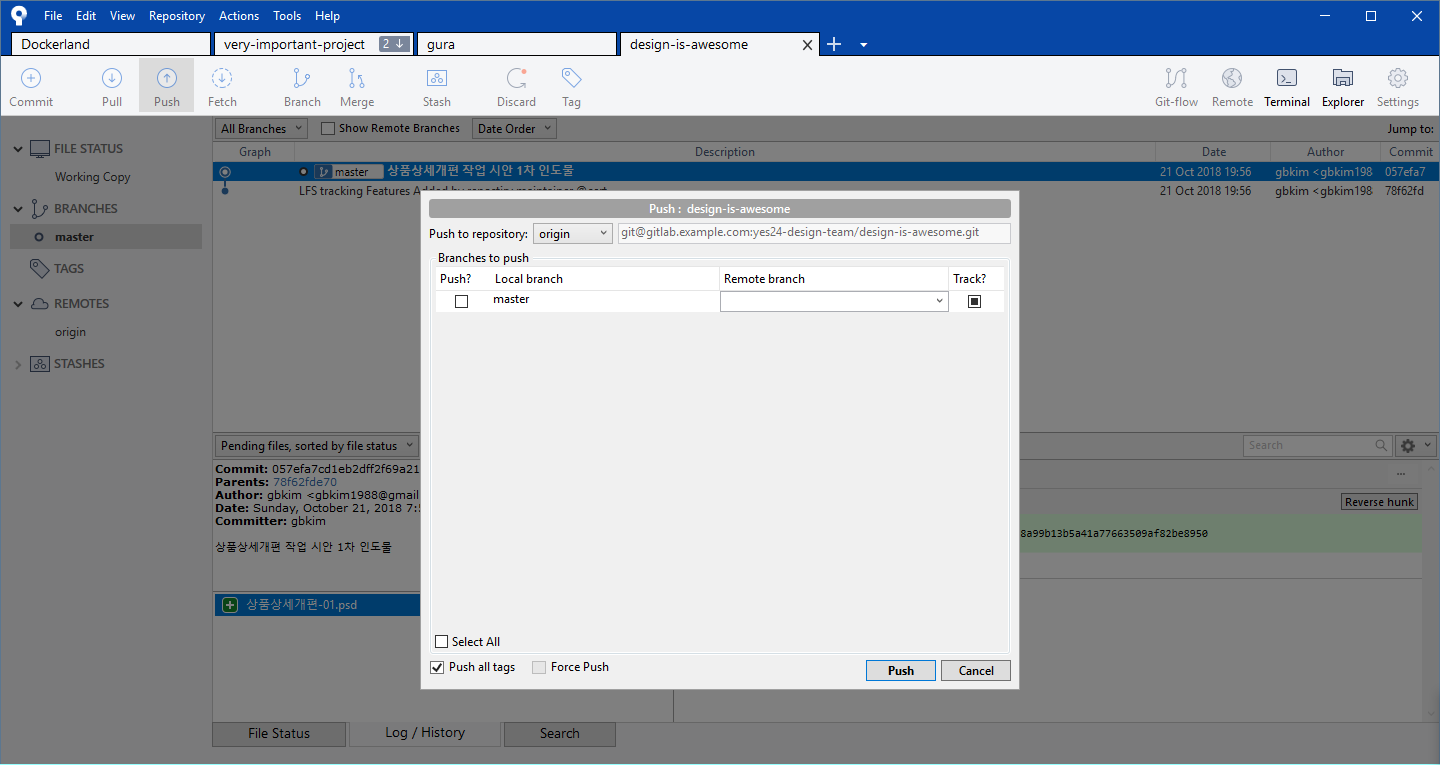 File Edit View Repository Actions Tools Help
Dockerland very-important-project 2 gura design-is-awesome
Commit Pull Push Fetch Branch Merge Stash Discard Tag Git-flow Remote Terminal Explorer Settings
All Branches Show Remote Branches Date Order Jump to:
Graph Description Date Author Commit
master 상품상세개편 작업 시안 1차 인도물 21 Oct 2018 19:56 gbkim <gbkim198 057efa7
LFS tracking Features Added by 21 Oct 2018 19:56 gbkim <gbkim198 78f62fd
FILE STATUS
Working Copy
BRANCHES
master
TAGS
REMOTES
origin
STASHES
Push : design-is-awesome
Push to repository: origin git@gitlab.example.com:yes24-design-team/design-is-awesome.git
Branches to push
Push? Local branch Remote branch Track?
master
Select All
Push all tags Force Push Push Cancel
Pending files, sorted by file status Search
Commit: 057efa7cd1eb2dff2f69a21
Parents: 78f62fde70
Author: gbkim <gbkim1988@gmail
Date: Sunday, October 21, 2018 7:5
Committer: gbkim
상품상세개편 작업 시안 1차 인도물
상품상세개편-01.psd
...
Reverse hunk
8a99b13b5a41a77663509af82be8950
File Status Log / History Search